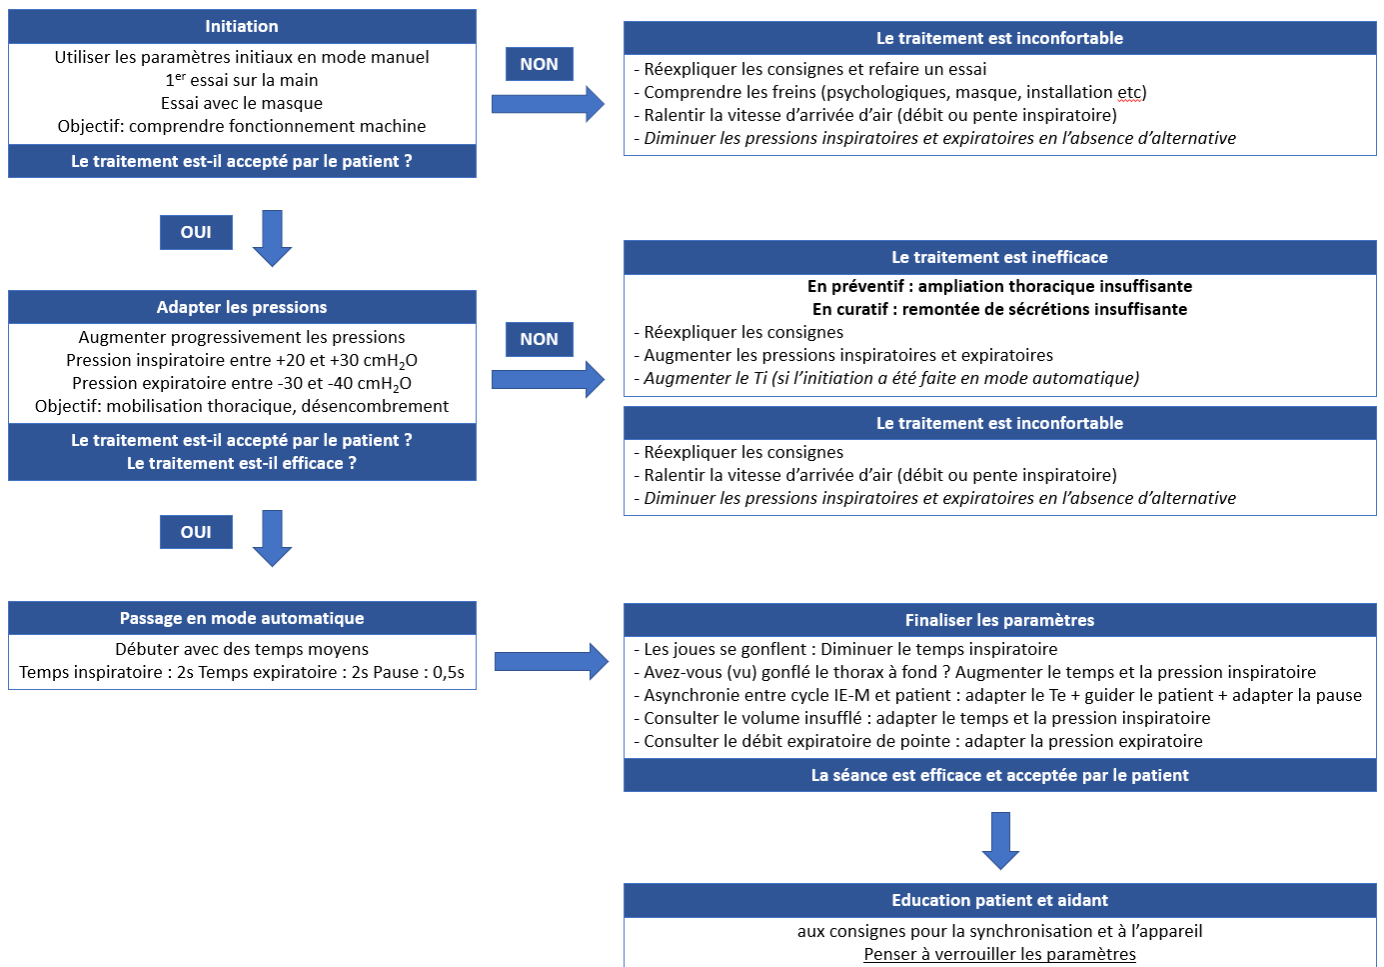 Initiation
Utiliser les paramètres initiaux en mode manuel
1er essai sur la main
Essai avec le masque
Objectif: comprendre fonctionnement machine
Le traitement est-il accepté par le patient ?
NON
Le traitement est inconfortable
- Réexpliquer les consignes et refaire un essai
- Comprendre les freins (psychologiques, masque, installation etc)
- Ralentir la vitesse d’arrivée d’air (débit ou pente inspiratoire)
- Diminuer les pressions inspiratoires et expiratoires en l’absence d’alternative
OUI
Adapter les pressions
Augmenter progressivement les pressions
Pression inspiratoire entre +20 et +30 cmH2O
Pression expiratoire entre -30 et -40 cmH2O
Objectif: mobilisation thoracique, désencombrement
Le traitement est-il accepté par le patient ?
Le traitement est-il efficace ?
NON
Le traitement est inefficace
En préventif : ampliation thoracique insuffisante
En curatif : remontée de sécrétions insuffisante
- Réexpliquer les consignes
- Augmenter les pressions inspiratoires et expiratoires
- Augmenter le Ti (si l’initiation a été faite en mode automatique)
Le traitement est inconfortable
- Réexpliquer les consignes
- Ralentir la vitesse d’arrivée d’air (débit ou pente inspiratoire)
- Diminuer les pressions inspiratoires et expiratoires en l’absence d’alternative
OUI
Passage en mode automatique
Débuter avec des temps moyens
Temps inspiratoire : 2s Temps expiratoire : 2s Pause : 0,5s
Finaliser les paramètres
- Les joues se gonflent : Diminuer le temps inspiratoire
- Avez-vous (vu) gonflé le thorax à fond ? Augmenter le temps et la pression inspiratoire
- Asynchronie entre cycle IE-M et patient : adapter le Te + guider le patient + adapter la pause
- Consulter le volume insufflé : adapter le temps et la pression inspiratoire
- Consulter le débit expiratoire de pointe : adapter la pression expiratoire
La séance est efficace et acceptée par le patient
Education patient et aidant
aux consignes pour la synchronisation et à l’appareil
Penser à verrouiller les paramètres